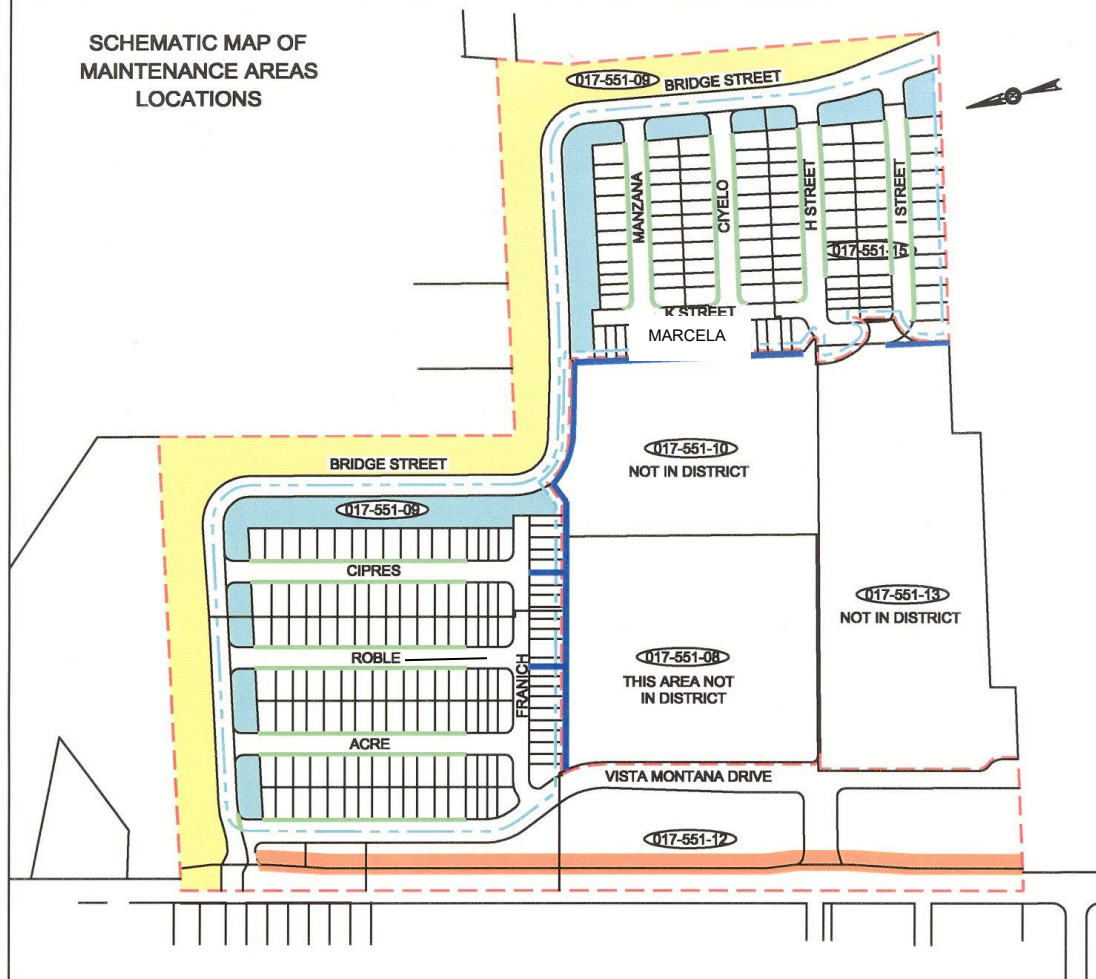 SCHEMATIC MAP OF
MAINTENANCE AREAS
LOCATIONS
017-551-09
BRIDGE STREET
MANZANA
CIYELO
H STREET
I STREET
017-551-15
K STREET
MARCELA
017-551-10
NOT IN DISTRICT
BRIDGE STREET
017-551-09
CIPRES
ROBLE
FRANICH
ACRE
017-551-13
NOT IN DISTRICT
017-551-08
THIS AREA NOT
IN DISTRICT
VISTA MONTANA DRIVE
017-551-12